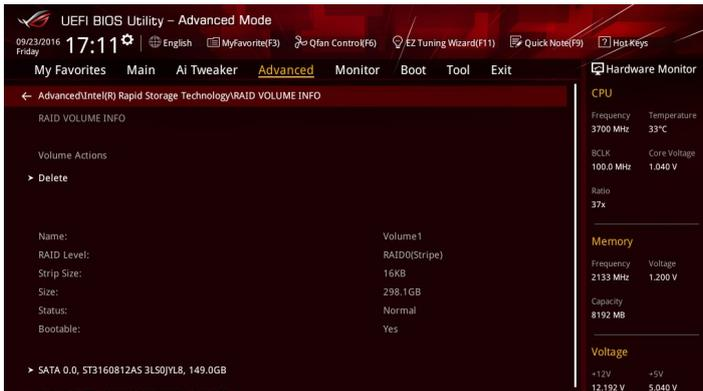 UEFI BIOS Utility – Advanced Mode
09/23/2016 Friday 17:11 English MyFavorite(F3) Qfan Control(F6) EZ Tuning Wizard(F11) Quick Note(F9) Hot Keys
My Favorites Main Ai Tweaker Advanced Monitor Boot Tool Exit
← Advanced\Intel(R) Rapid Storage Technology\RAID VOLUME INFO
RAID VOLUME INFO
Volume Actions
> Delete
Name: Volume1
RAID Level: RAID0(Stripe)
Strip Size: 16KB
Size: 298.1GB
Status: Normal
Bootable: Yes
> SATA 0.0, ST3160812AS 3LS0JYL8, 149.0GB
Hardware Monitor
CPU
Frequency Temperature
3700 MHz 33°C
BCLK Core Voltage
100.0 MHz 1.040 V
Ratio
37x
Memory
Frequency Voltage
2133 MHz 1.200 V
Capacity
8192 MB
Voltage
+12V +5V
12.192 V 5.040 V